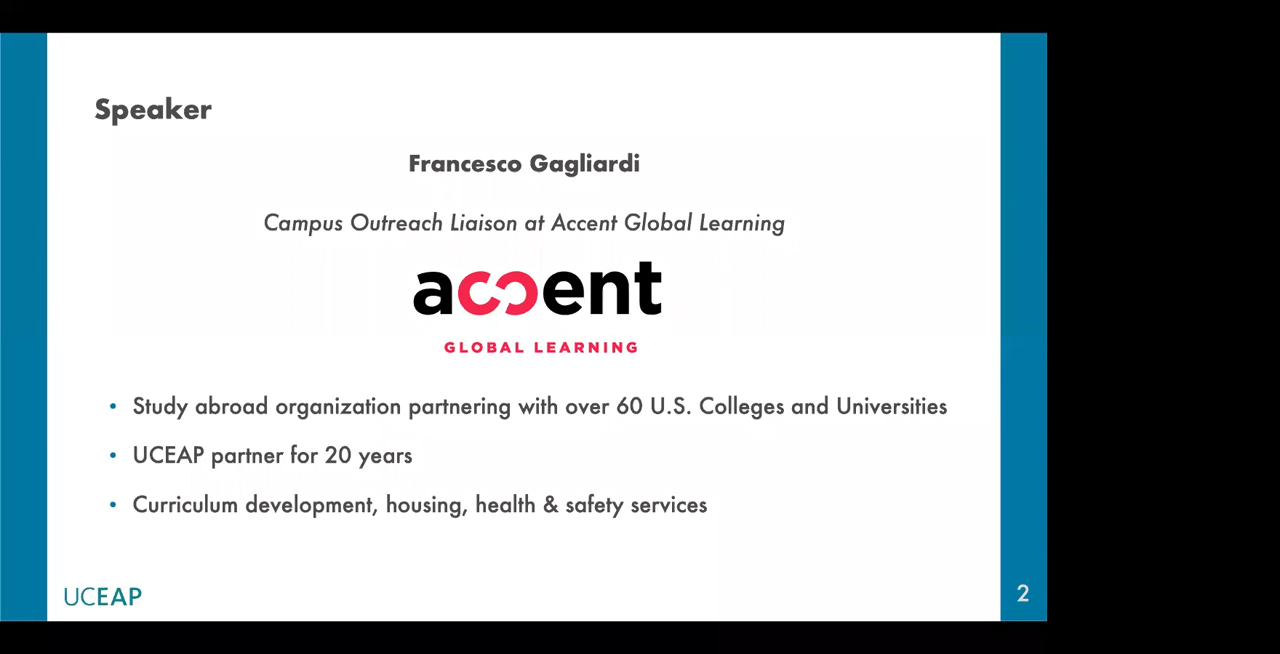 Speaker
Francesco Gagliardi
Campus Outreach Liaison at Accent Global Learning
accent
GLOBAL LEARNING
• Study abroad organization partnering with over 60 U.S. Colleges and Universities
• UCEAP partner for 20 years
• Curriculum development, housing, health & safety services
UCEAP
2